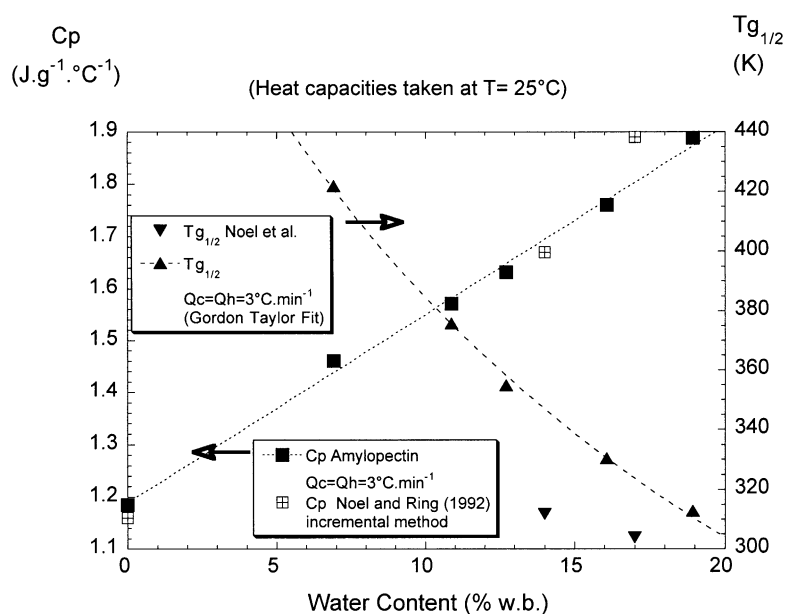 Cp
(J.g⁻¹.°C⁻¹)
Tg1/2
(K)
(Heat capacities taken at T= 25°C)
1.9
1.8
1.7
1.6
1.5
1.4
1.3
1.2
1.1
440
420
400
380
360
340
320
300
Tg1/2 Noel et al.
Tg1/2
Qc=Qh=3°C.min⁻¹
(Gordon Taylor Fit)
Cp Amylopectin
Qc=Qh=3°C.min⁻¹
Cp Noel and Ring (1992)
incremental method
0 5 10 15 20
Water Content (% w.b.)